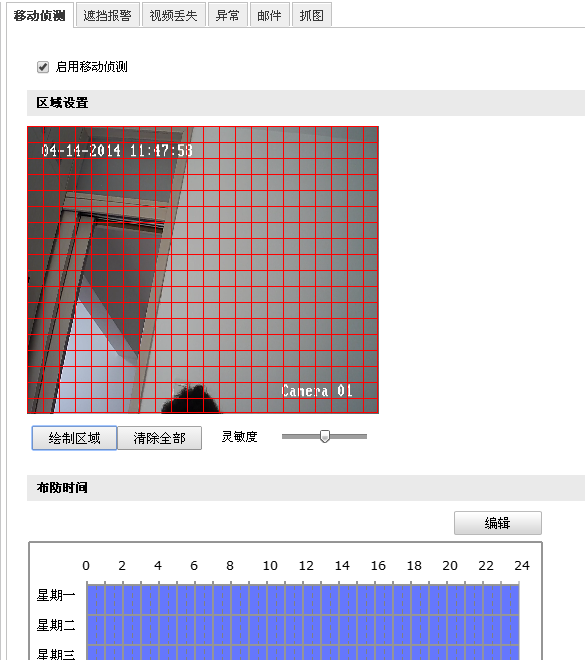 移动侦测 遮挡报警 视频丢失 异常 邮件 抓图
启用移动侦测
区域设置
04-14-2014 11:47:58
Camera 01
绘制区域 清除全部 灵敏度
布防时间
编辑
0 2 4 6 8 10 12 14 16 18 20 22 24
星期一
星期二
星期三